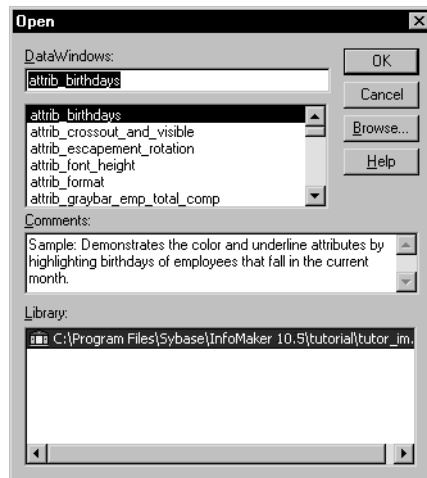 Open
DataWindows:
attrib_birthdays
attrib_birthdays
attrib_crossout_and_visible
attrib_escapement_rotation
attrib_font_height
attrib_format
attrib_graybar_emp_total_comp
OK
Cancel
Browse...
Help
Comments:
Sample: Demonstrates the color and underline attributes by
highlighting birthdays of employees that fall in the current
month.
Library:
C:\Program Files\Sybase\InfoMaker 10.5\tutorial\tutor_im.